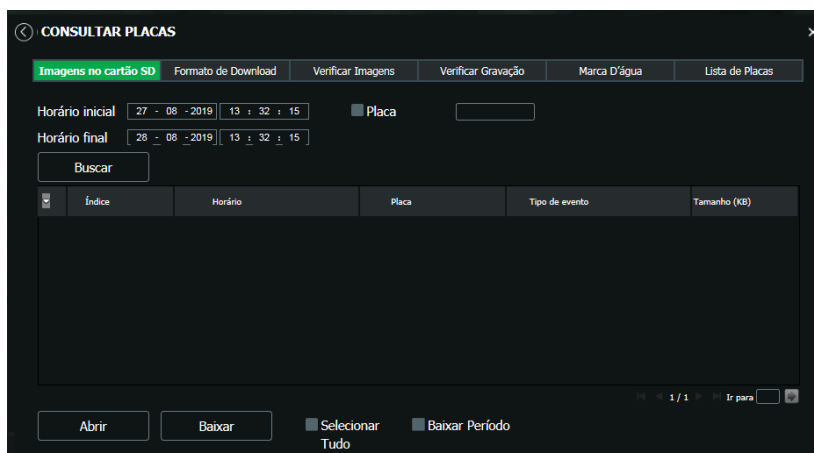 CONSULTAR PLACAS
Imagens no cartão SD Formato de Download Verificar Imagens Verificar Gravação Marca D'água Lista de Placas
Horário inicial 27 - 08 - 2019 13 : 32 : 15 Placa
Horário final 28 - 08 - 2019 13 : 32 : 15
Buscar
Índice Horário Placa Tipo de evento Tamanho (KB)
1 / 1 Ir para
Abrir Baixar Selecionar Tudo Baixar Período